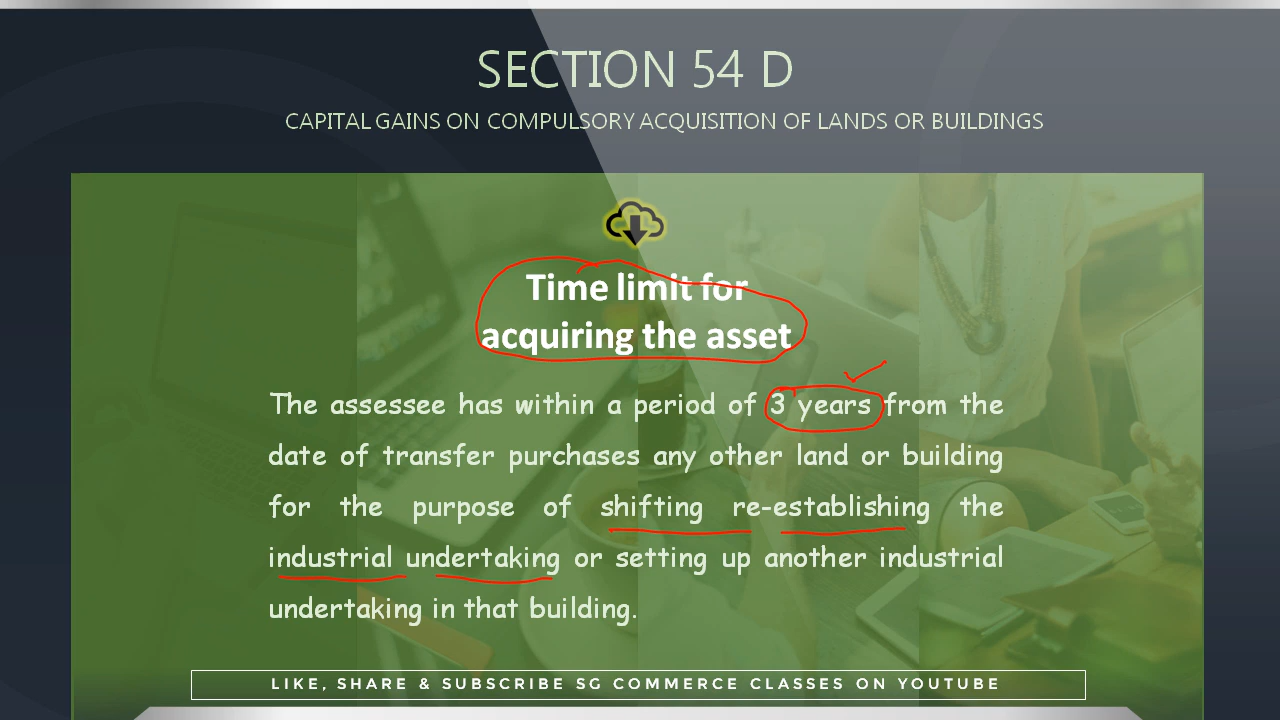 SECTION 54 D
CAPITAL GAINS ON COMPULSORY ACQUISITION OF LANDS OR BUILDINGS
Time limit for
acquiring the asset
The assessee has within a period of 3 years from the
date of transfer purchases any other land or building
for the purpose of shifting re-establishing the
industrial undertaking or setting up another industrial
undertaking in that building.
LIKE, SHARE & SUBSCRIBE SG COMMERCE CLASSES ON YOUTUBE